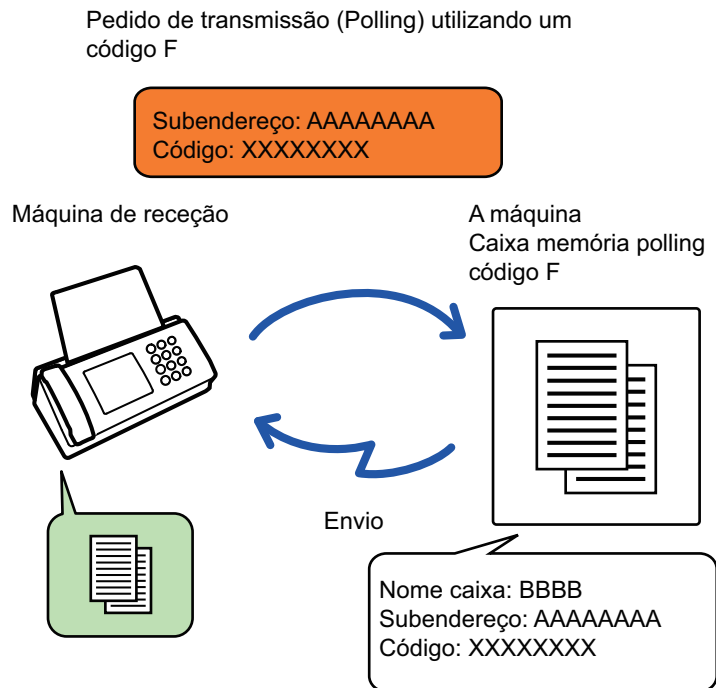 Pedido de transmissão (Polling) utilizando um
código F
Subendereço: AAAAAAAA
Código: XXXXXXXX
Máquina de receção
A máquina
Caixa memória polling
código F
Envio
Nome caixa: BBBB
Subendereço: AAAAAAAA
Código: XXXXXXXX